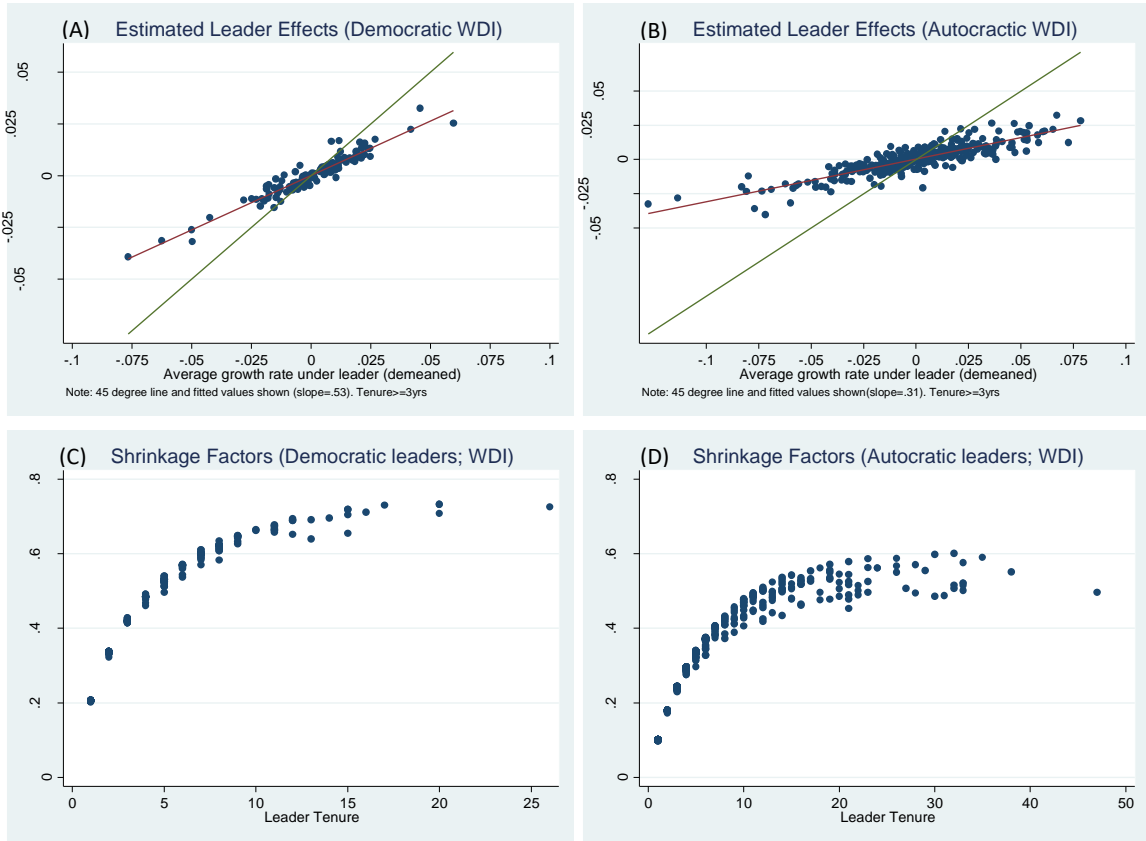 (A) Estimated Leader Effects (Democratic WDI)
.05
.025
0
-.025
-.05
-.1 -.075 -.05 -.025 0 .025 .05 .075 .1
Average growth rate under leader (demeaned)
Note: 45 degree line and fitted values shown (slope=.53). Tenure>=3yrs
(B) Estimated Leader Effects (Autocractic WDI)
.05
.025
0
-.025
-.05
-.1 -.075 -.05 -.025 0 .025 .05 .075 .1
Average growth rate under leader (demeaned)
Note: 45 degree line and fitted values shown(slope=.31). Tenure>=3yrs
(C) Shrinkage Factors (Democratic leaders; WDI)
.8
.6
.4
.2
0
0 5 10 15 20 25
Leader Tenure
(D) Shrinkage Factors (Autocratic leaders; WDI)
.8
.6
.4
.2
0
0 10 20 30 40 50
Leader Tenure